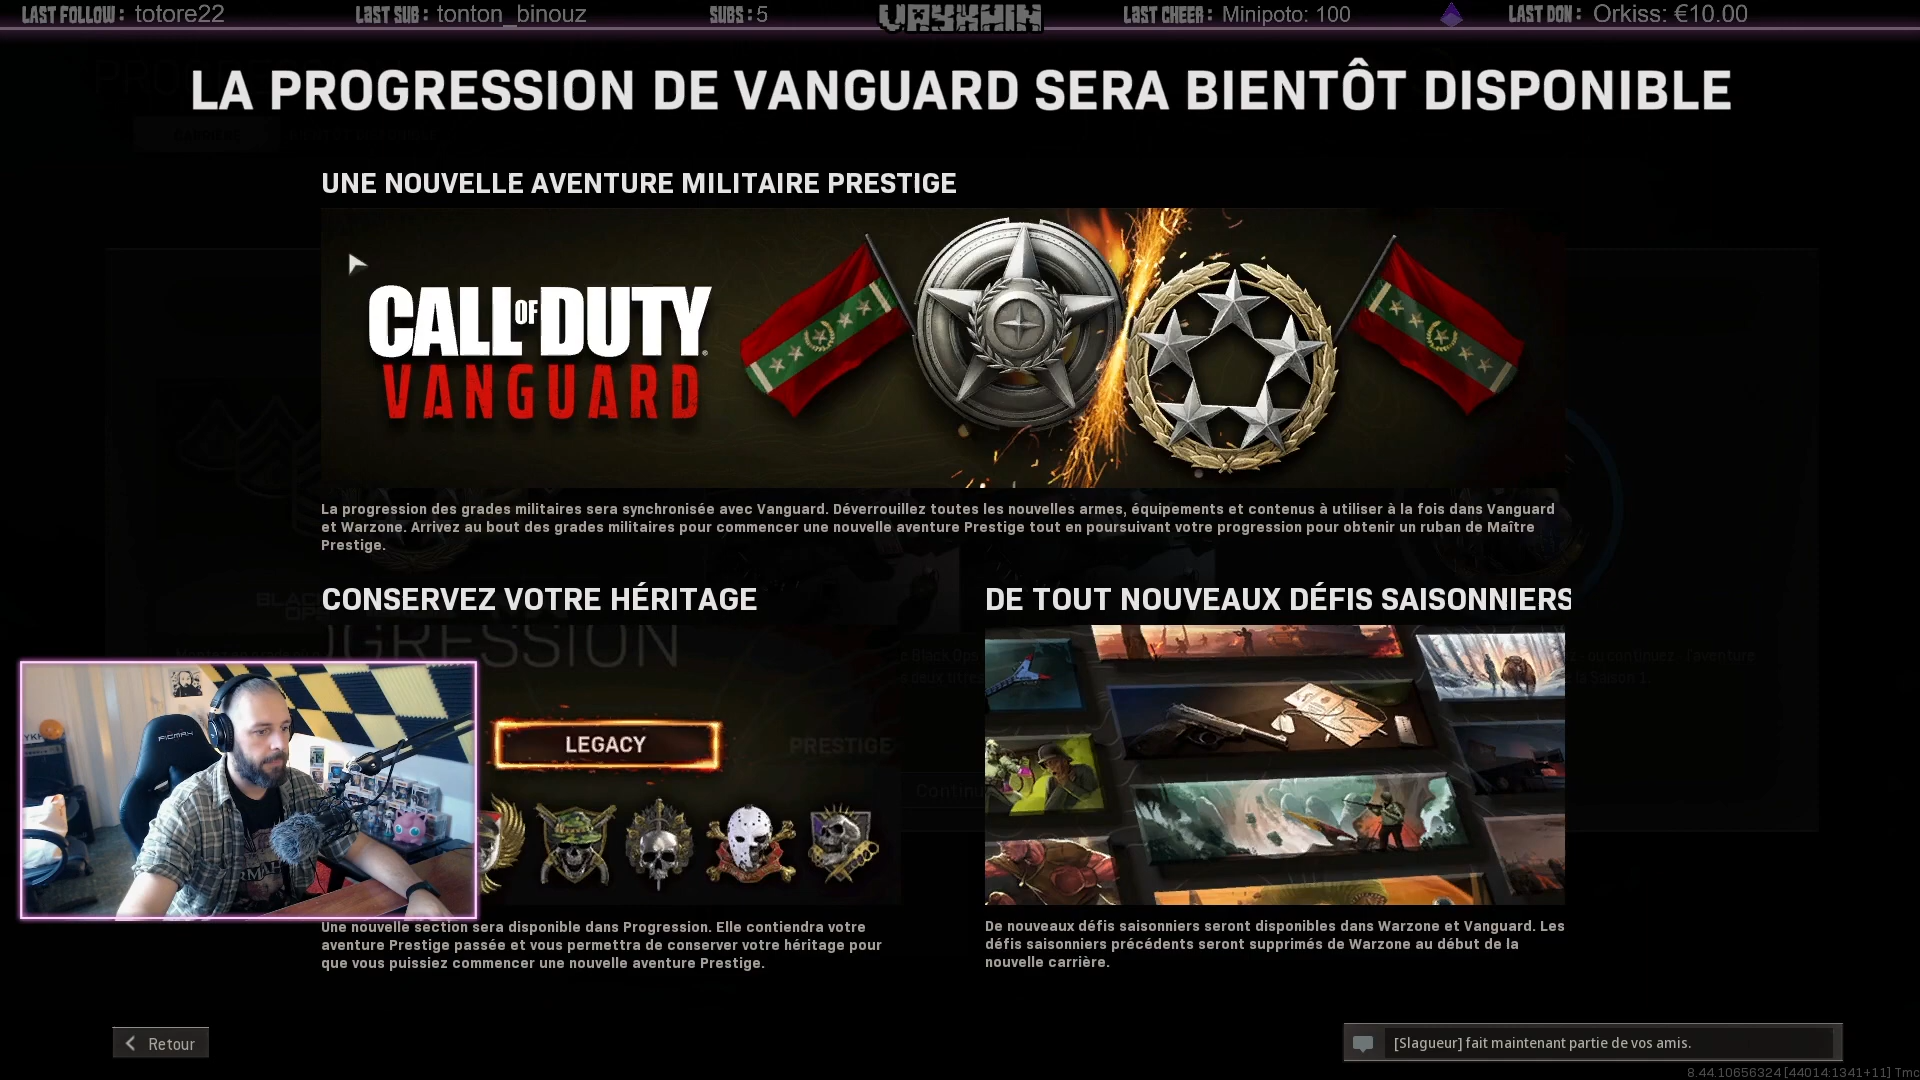 LAST FOLLOW : totore22
LAST SUB : tonton_binouz
SUBS : 5
LAST CHEER : Minipoto: 100
LAST DON : Orkiss: €10.00
LA PROGRESSION DE VANGUARD SERA BIENTÔT DISPONIBLE
UNE NOUVELLE AVENTURE MILITAIRE PRESTIGE
CALL OF DUTY
VANGUARD
La progression des grades militaires sera synchronisée avec Vanguard. Déverrouillez toutes les nouvelles armes, équipements et contenus à utiliser à la fois dans Vanguard
et Warzone. Arrivez au bout des grades militaires pour commencer une nouvelle aventure Prestige tout en poursuivant votre progression pour obtenir un ruban de Maître
Prestige.
CONSERVEZ VOTRE HÉRITAGE
OGRESSION
LEGACY
PRESTIGE
Une nouvelle section sera disponible dans Progression. Elle contiendra votre
aventure Prestige passée et vous permettra de conserver votre héritage pour
que vous puissiez commencer une nouvelle aventure Prestige.
DE TOUT NOUVEAUX DÉFIS SAISONNIERS
De nouveaux défis saisonniers seront disponibles dans Warzone et Vanguard. Les
défis saisonniers précédents seront supprimés de Warzone au début de la
nouvelle carrière.
Retour
[Slagueur] fait maintenant partie de vos amis.
8.44.10656324 [44014:1341+11] Tmc